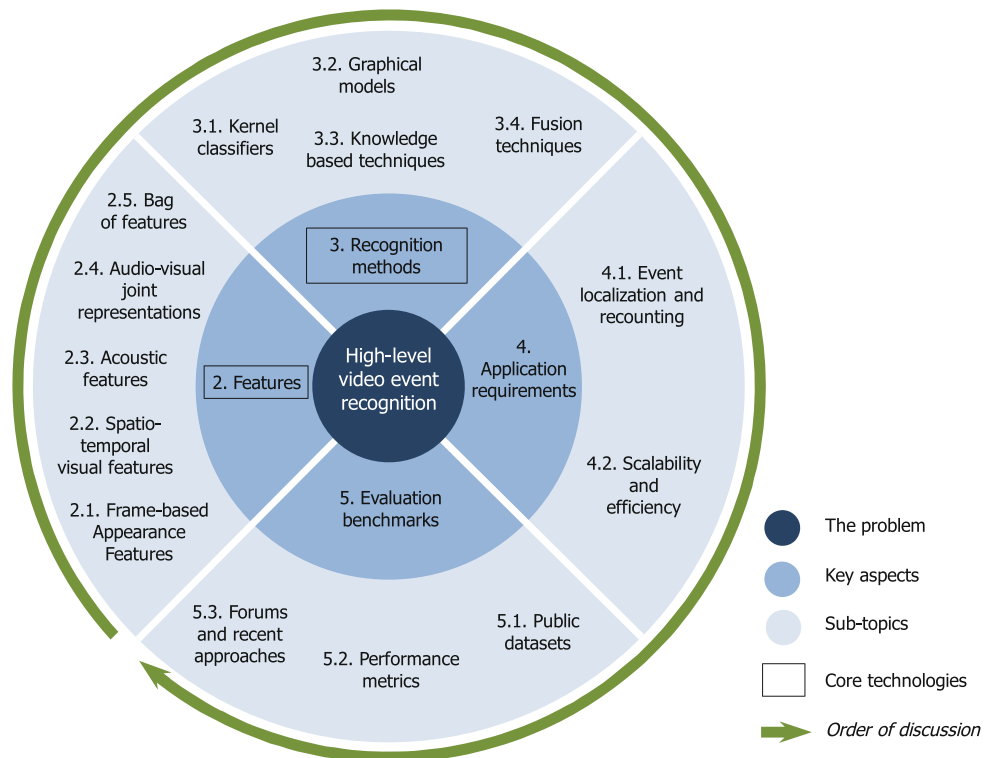 3.2. Graphical
models
3.1. Kernel
classifiers
3.3. Knowledge
based techniques
3.4. Fusion
techniques
2.5. Bag
of features
2.4. Audio-visual
joint
representations
2.3. Acoustic
features
2.2. Spatio-
temporal
visual features
2.1. Frame-based
Appearance
Features
3. Recognition
methods
2. Features
High-level
video event
recognition
4.
Application
requirements
5. Evaluation
benchmarks
4.1. Event
localization and
recounting
4.2. Scalability
and
efficiency
5.3. Forums
and recent
approaches
5.2. Performance
metrics
5.1. Public
datasets
The problem
Key aspects
Sub-topics
Core technologies
Order of discussion